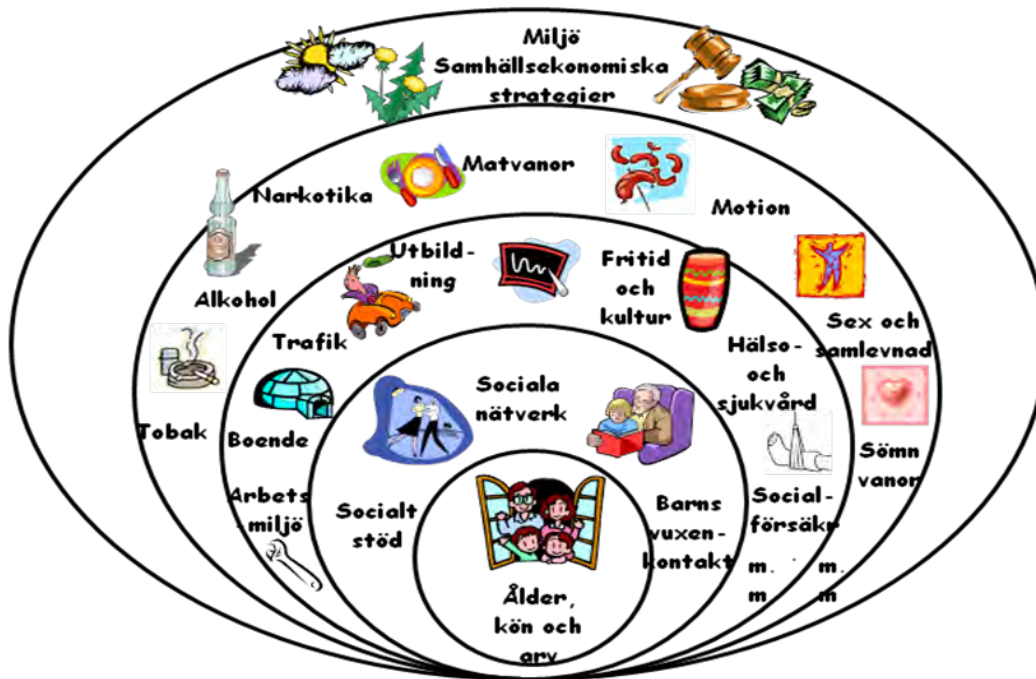 Miljö
Samhällsekonomiska
strategier
Matvanor
Narkotika
Motion
Alkohol
Tobak
Sex och
samlevnad
Sömn
vanor
m.
m
Utbild-
ning
Fritid
och
kultur
Trafik
Hälso-
och
sjukvård
Boende
Arbets
-miljö
Social-
försäkr
.
m.
m
Sociala
nätverk
Socialt
stöd
Barns
vuxen-
kontakt
Ålder,
kön och
arv